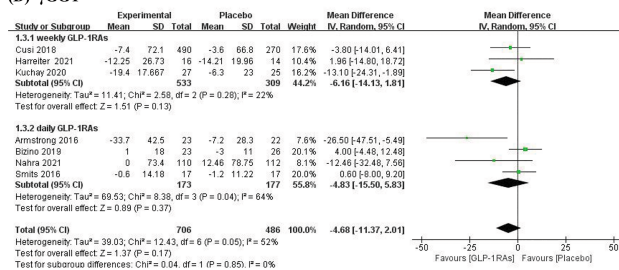 (D) γGGT
Experimental Placebo Mean Difference Mean Difference
Study or Subgroup Mean SD Total Mean SD Total Weight IV, Random, 95% CI IV, Random, 95% CI
1.3.1 weekly GLP-1RAs
Cusi 2018 -7.4 72.1 490 -3.6 66.8 270 17.6% -3.80 [-14.01, 6.41]
Harreiter 2021 -12.25 26.73 16 -14.21 19.96 14 11.4% 1.96 [-14.80, 18.72]
Kuchay 2020 -19.4 17.667 27 -6.3 23 25 15.2% -13.10 [-24.31, -1.89]
Subtotal (95% CI) 533 309 44.2% -6.16 [-14.13, 1.81]
Heterogeneity: Tau² = 11.41; Chi² = 2.58, df = 2 (P = 0.28); I² = 22%
Test for overall effect: Z = 1.51 (P = 0.13)
1.3.2 daily GLP-1RAs
Armstrong 2016 -33.7 42.5 23 -7.2 28.3 22 7.6% -26.50 [-47.51, -5.49]
Bizino 2019 1 18 23 -3 11 26 20.1% 4.00 [-4.48, 12.48]
Nahra 2021 0 73.4 110 12.46 78.75 112 8.1% -12.46 [-32.48, 7.56]
Smits 2016 -0.6 14.18 17 -1.2 11.22 17 20.0% 0.60 [-8.00, 9.20]
Subtotal (95% CI) 173 177 55.8% -4.83 [-15.50, 5.83]
Heterogeneity: Tau² = 69.53; Chi² = 8.38, df = 3 (P = 0.04); I² = 64%
Test for overall effect: Z = 0.89 (P = 0.37)
Total (95% CI) 706 486 100.0% -4.68 [-11.37, 2.01]
Heterogeneity: Tau² = 39.03; Chi² = 12.43, df = 6 (P = 0.05); I² = 52%
Test for overall effect: Z = 1.37 (P = 0.17)
Test for subgroup differences: Chi² = 0.04, df = 1 (P = 0.85), I² = 0%
-50 -25 0 25 50
Favours [GLP-1RAs] Favours [Placebo]